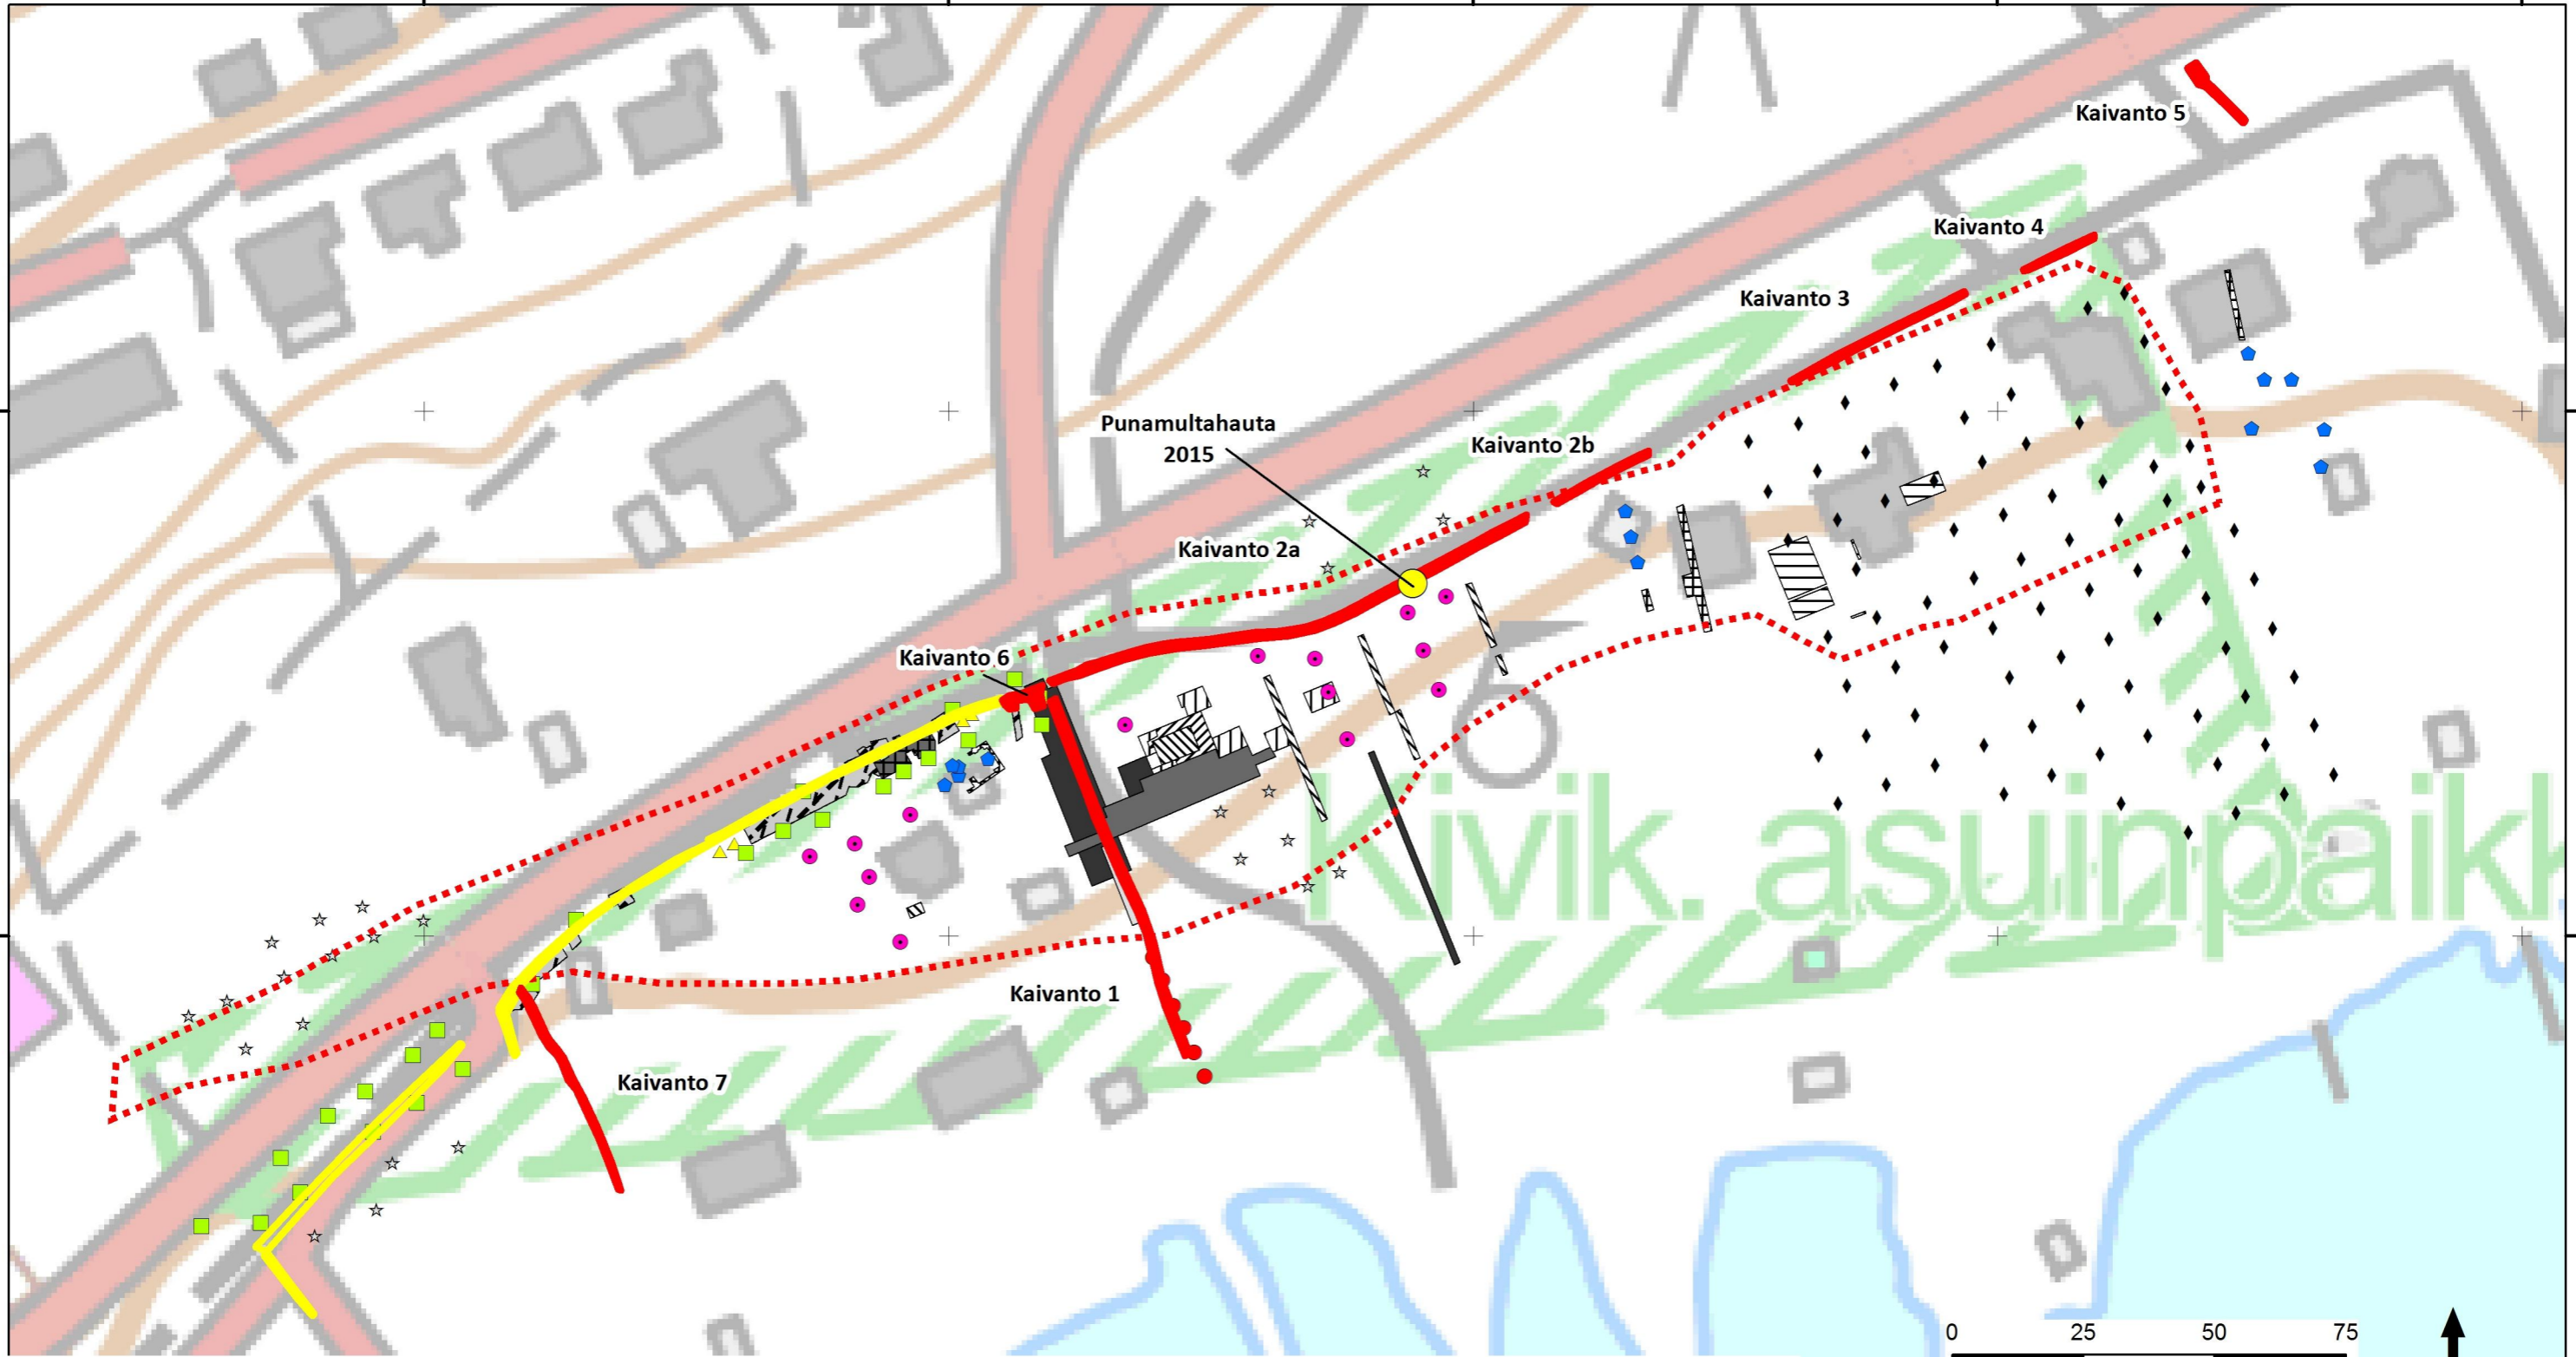 Kaivanto 5
Kaivanto 4
Kaivanto 3
Punamultahauta
2015
Kaivanto 2b
Kaivanto 2a
Kaivanto 6
Kivik. asuinpaikk
Kaivanto 1
Kaivanto 7
0 25 50 75